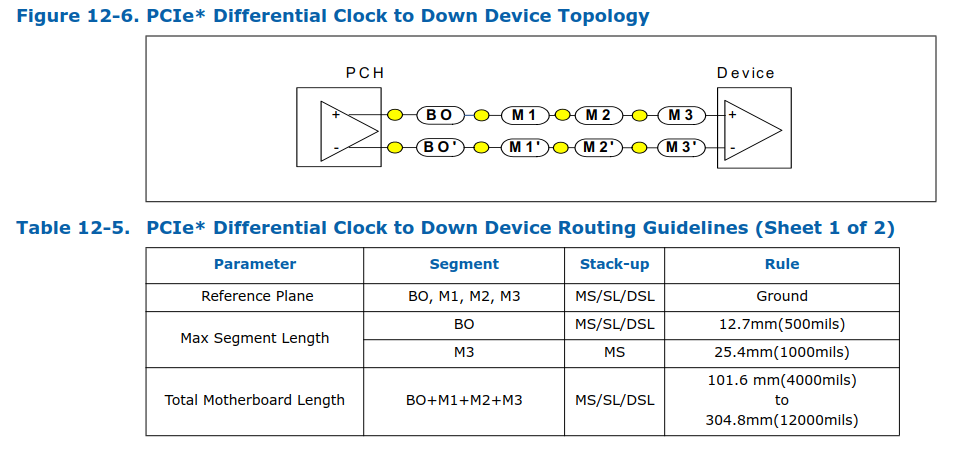 Figure 12-6. PCIe* Differential Clock to Down Device Topology
PCH Device
+ BO M1 M2 M3 +
- BO' M1' M2' M3' -
Table 12-5. PCIe* Differential Clock to Down Device Routing Guidelines (Sheet 1 of 2)
Parameter Segment Stack-up Rule
Reference Plane BO, M1, M2, M3 MS/SL/DSL Ground
Max Segment Length BO MS/SL/DSL 12.7mm(500mils)
M3 MS 25.4mm(1000mils)
Total Motherboard Length BO+M1+M2+M3 MS/SL/DSL 101.6 mm(4000mils)
to
304.8mm(12000mils)